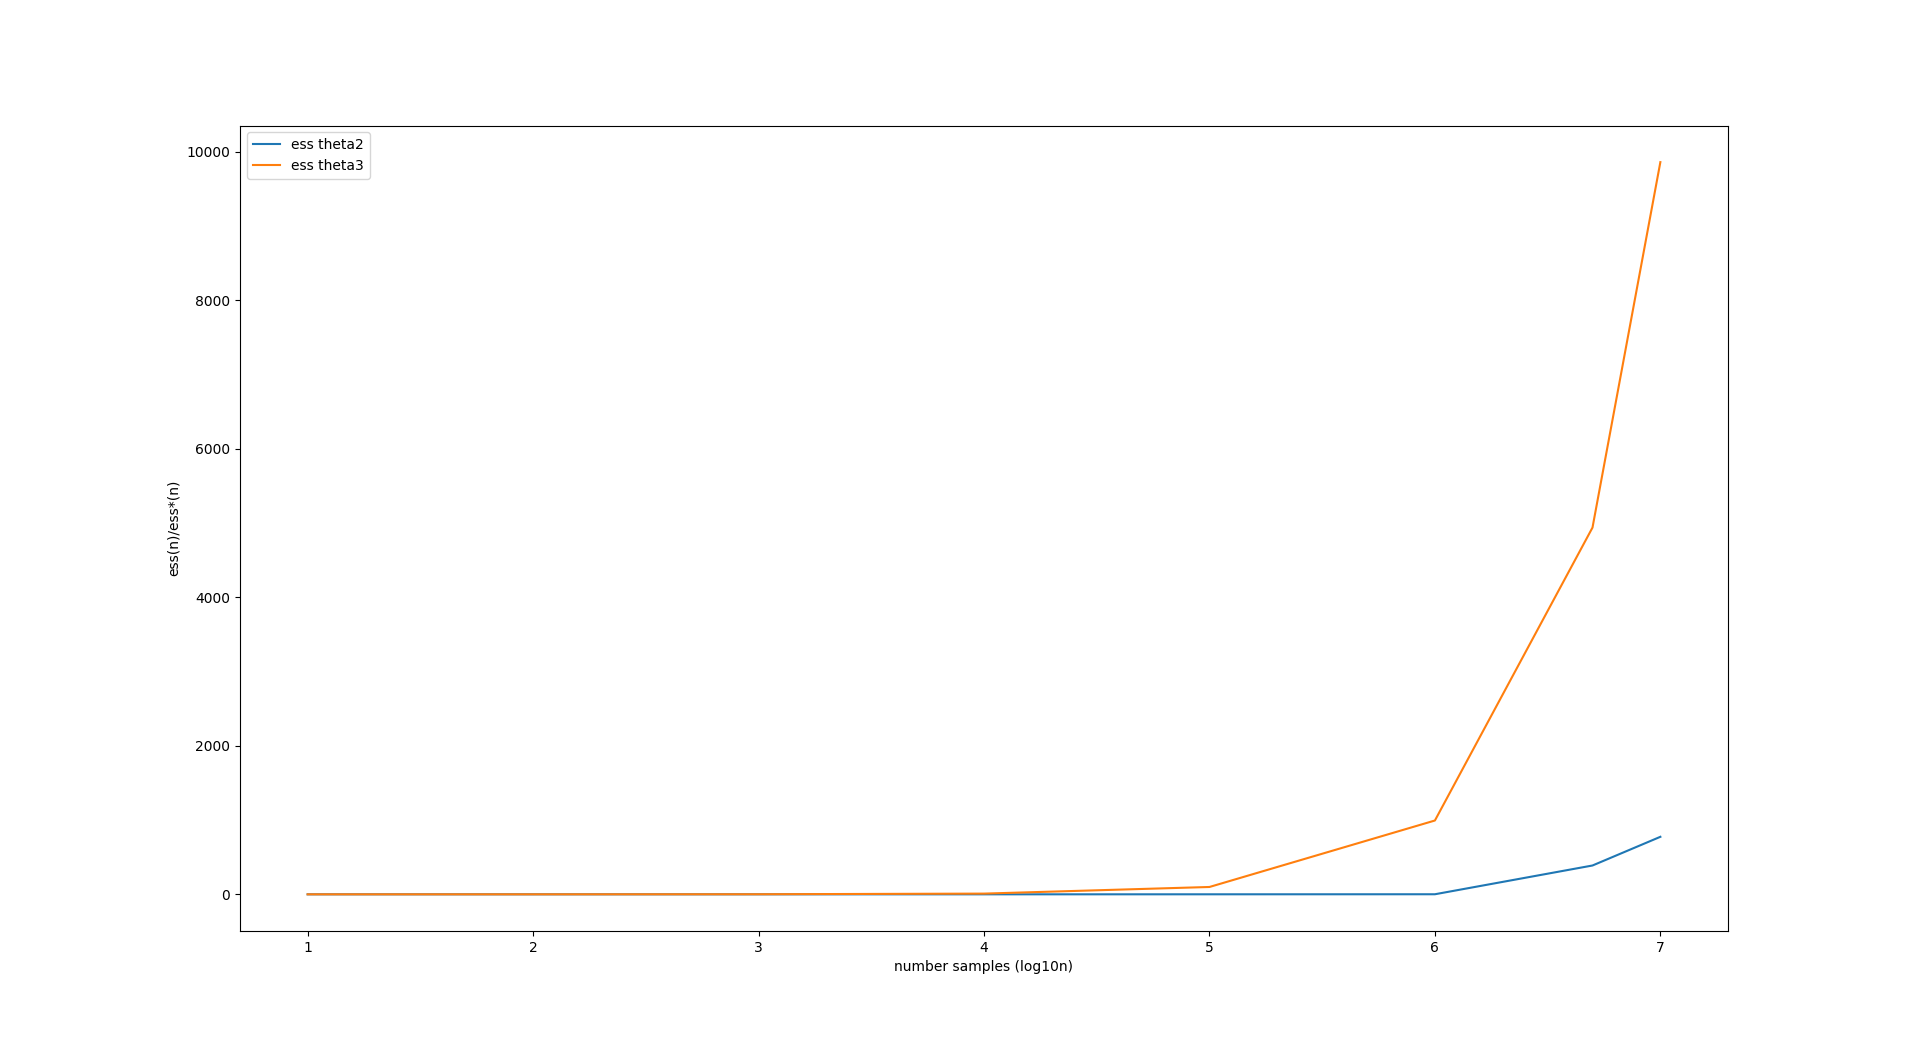 ess theta2
ess theta3
10000
8000
6000
4000
2000
0
ess(n)/ess*(n)
1 2 3 4 5 6 7
number samples (log10n)